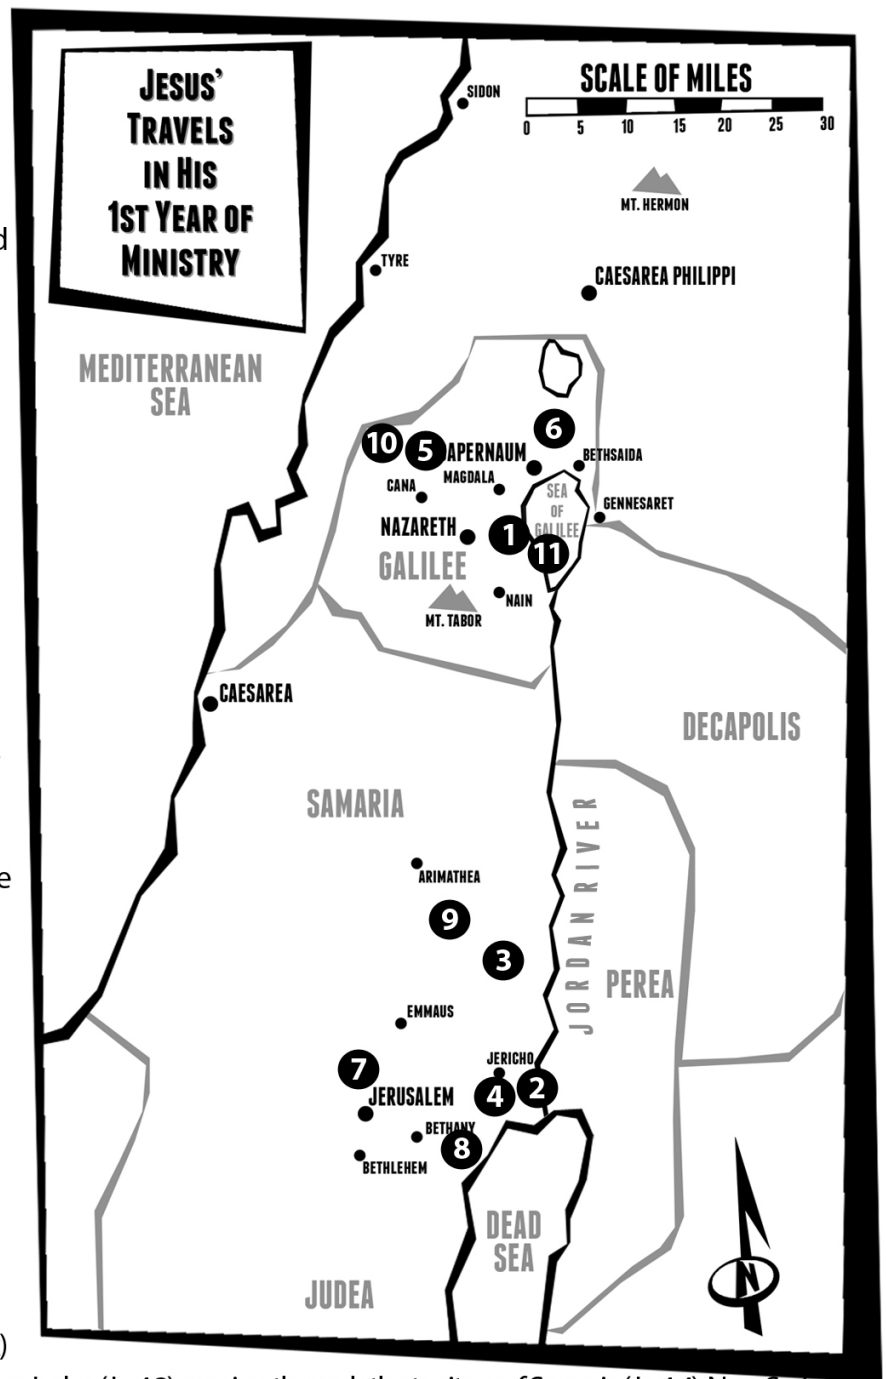 JESUS'
TRAVELS
IN HIS
1ST YEAR OF
MINISTRY
SCALE OF MILES
0 5 10 15 20 25 30
SIDON
MT. HERMON
TYRE
CAESAREA PHILIPPI
MEDITERRANEAN
SEA
6
10
5
APERNAUM
BETHSAIDA
MAGDALA
CANA
SEA
OF
GALILEE
GENNESARET
NAZARETH
1
11
GALILEE
NAIN
MT. TABOR
CAESAREA
DECAPOLIS
SAMARIA
JORDAN RIVER
ARIMATHEA
9
3
PEREA
EMMAUS
JERICHO
7
4
2
JERUSALEM
BETHANY
8
BETHLEHEM
DEAD
SEA
JUDEA
N
d
e
)